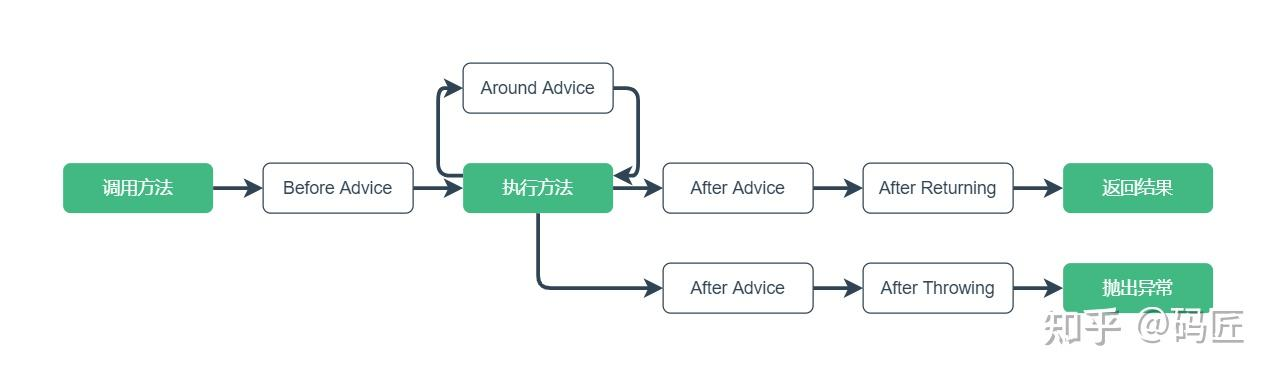 Around Advice
调用方法
Before Advice
执行方法
After Advice
After Returning
返回结果
After Advice
After Throwing
抛出异常
知乎 @码匠